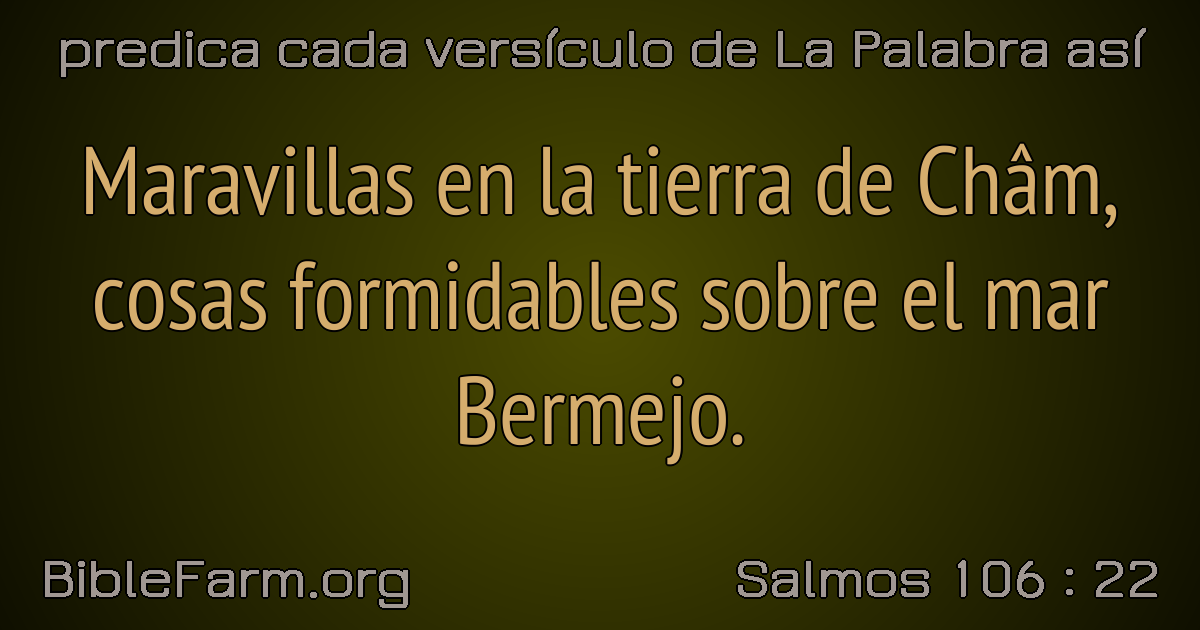 predica cada versículo de La Palabra así
Maravillas en la tierra de Châm,
cosas formidables sobre el mar
Bermejo.
BibleFarm.org
Salmos 106 : 22